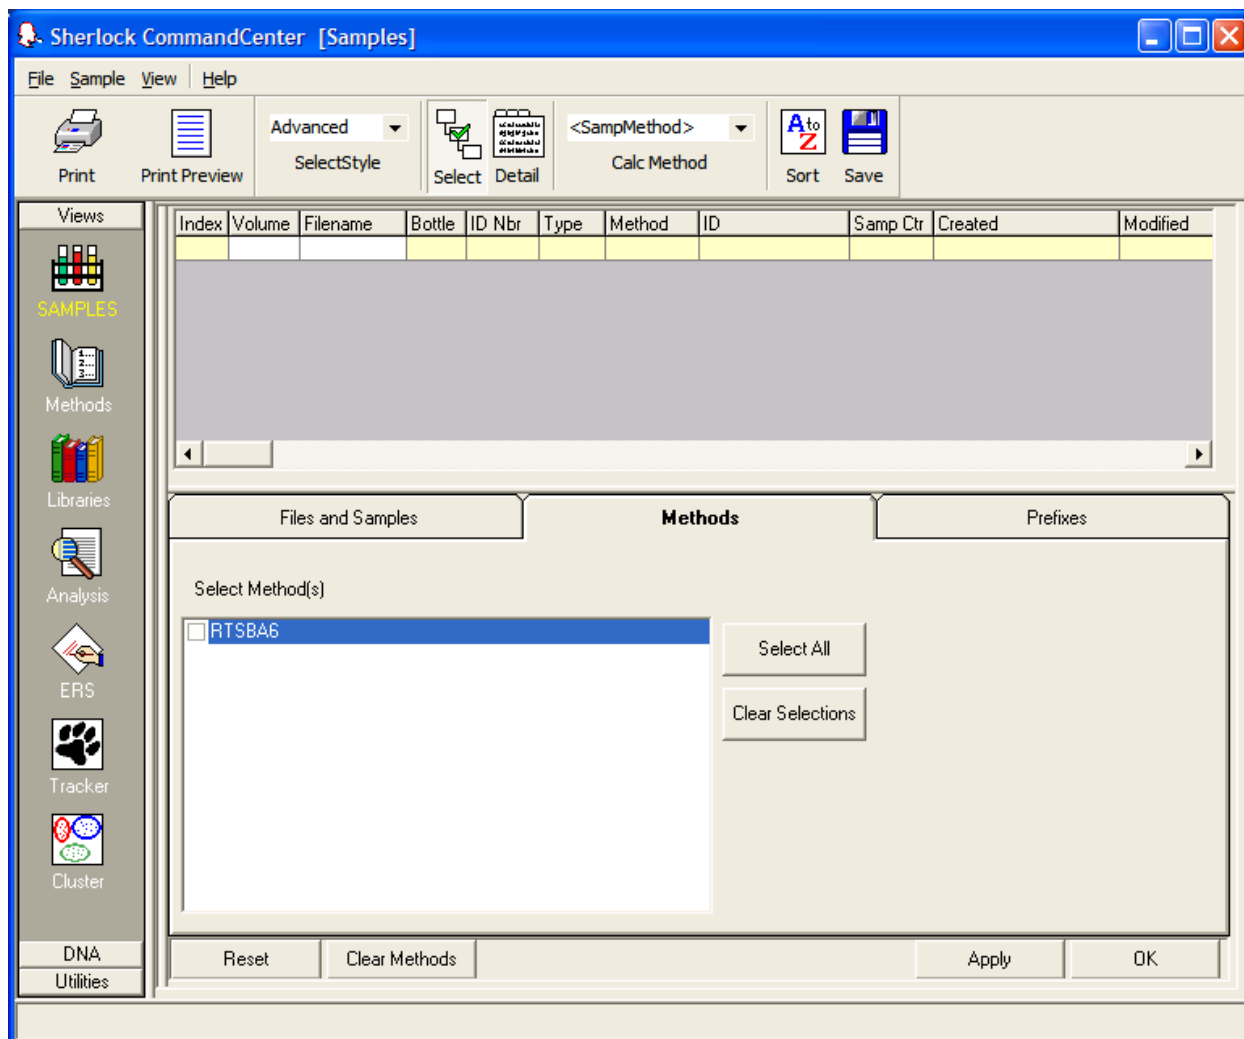 Sherlock CommandCenter [Samples]
File Sample View Help
Print
Print Preview
Advanced
SelectStyle
Select
Detail
<SampMethod>
Calc Method
A to Z
Sort
Save
Views
SAMPLES
Methods
Libraries
Analysis
ERS
Tracker
Cluster
DNA
Utilities
Index Volume Filename Bottle ID Nbr Type Method ID Samp Ctr Created Modified
Files and Samples Methods Prefixes
Select Method(s)
RTSBA6
Select All
Clear Selections
Reset Clear Methods Apply OK